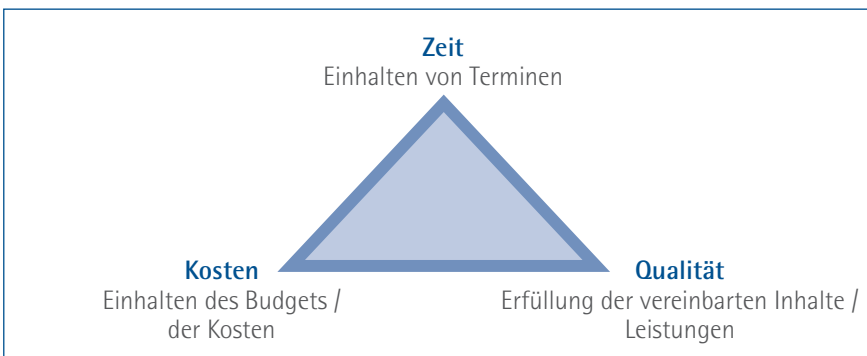 Zeit
Einhalten von Terminen
Kosten
Einhalten des Budgets /
der Kosten
Qualität
Erfüllung der vereinbarten Inhalte /
Leistungen